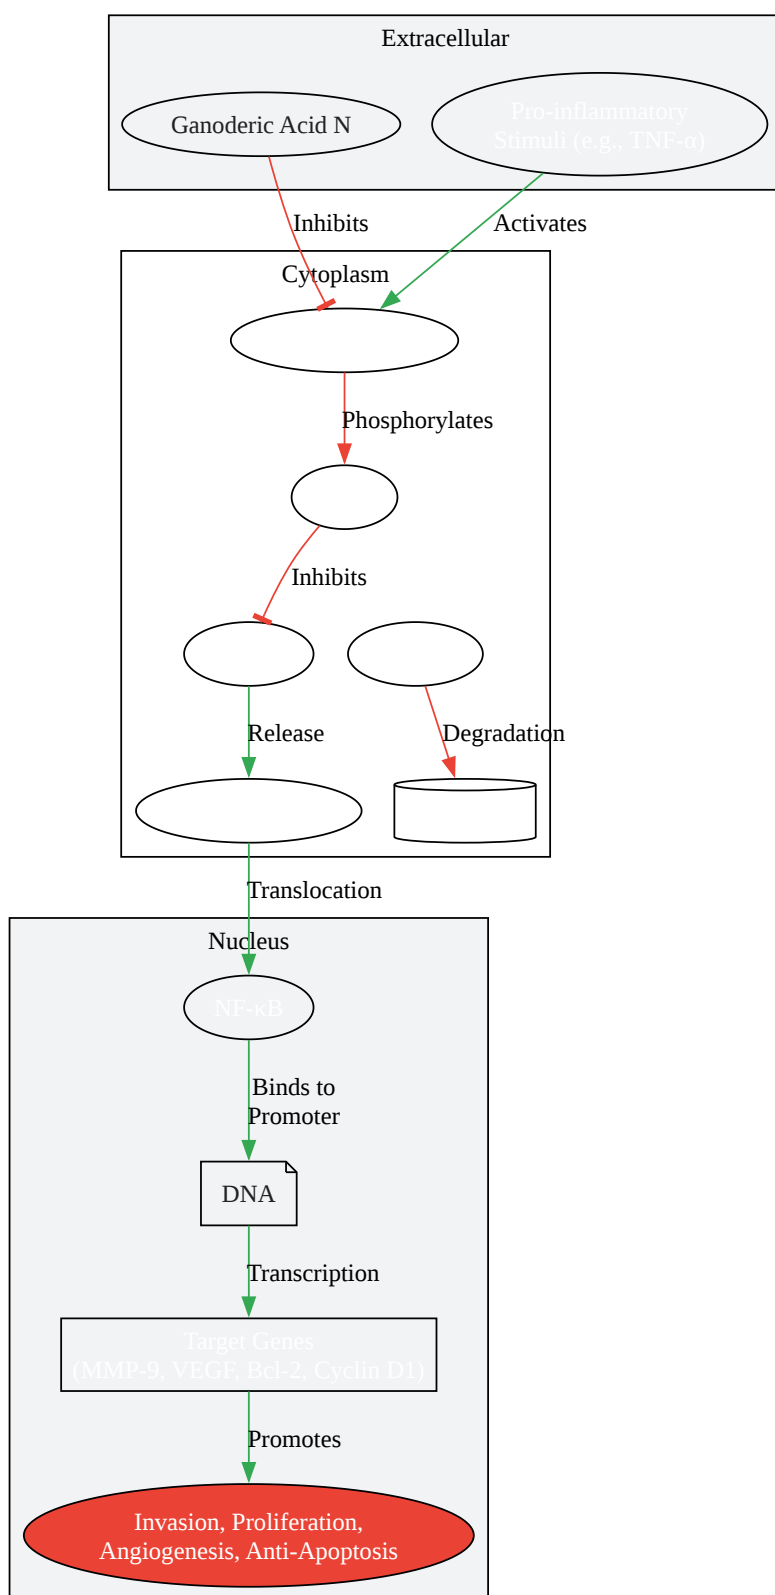 Extracellular
Ganoderic Acid N
Pro-inflammatory
Stimuli (e.g., TNF-α)
Inhibits
Activates
Cytoplasm
Phosphorylates
Inhibits
Release
Degradation
Translocation
Nucleus
NF-κB
Binds to
Promoter
DNA
Transcription
Target Genes
(MMP-9, VEGF, Bcl-2, Cyclin D1)
Promotes
Invasion, Proliferation,
Angiogenesis, Anti-Apoptosis